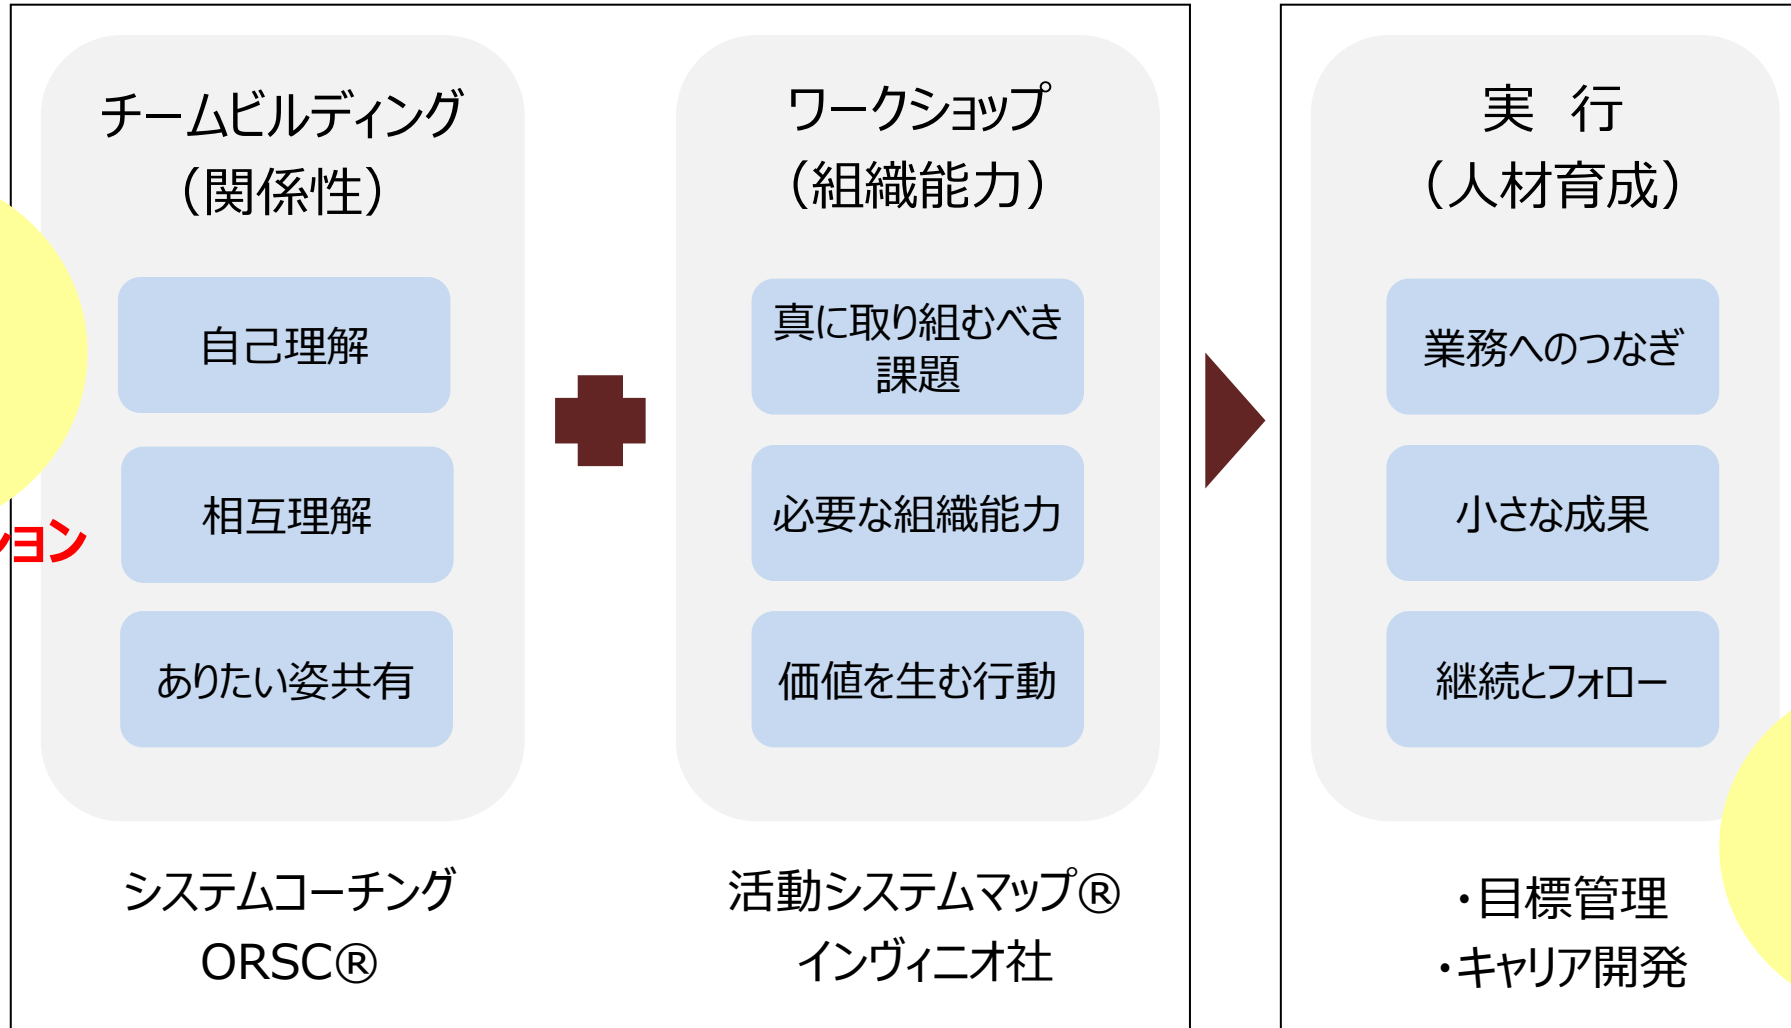 チームビルディング
（関係性）
自己理解
相互理解
ありたい姿共有
システムコーチング
ORSC®
ワークショップ
（組織能力）
真に取り組むべき
課題
必要な組織能力
価値を生む行動
活動システムマップ®
インヴィニオ社
実　行
（人材育成）
業務へのつなぎ
小さな成果
継続とフォロー
・目標管理
・キャリア開発
ョン